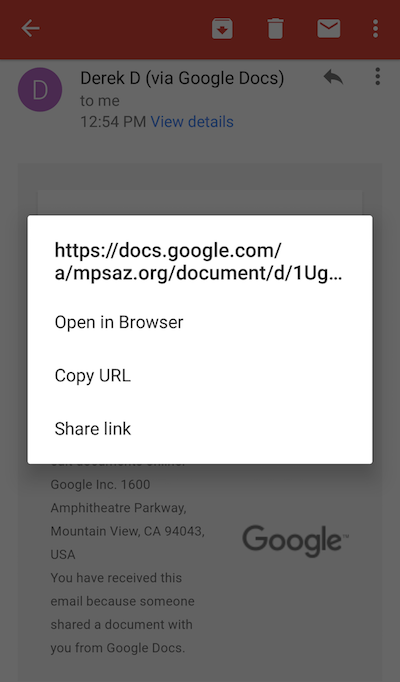 Derek D (via Google Docs)
D
to me
12:54 PM View details
https://docs.google.com/
a/mpsaz.org/document/d/1Ug...
Open in Browser
Copy URL
Share link
Google Inc. 1600
Amphitheatre Parkway,
Mountain View, CA 94043,
USA
You have received this
email because someone
shared a document with
you from Google Docs.
Google™